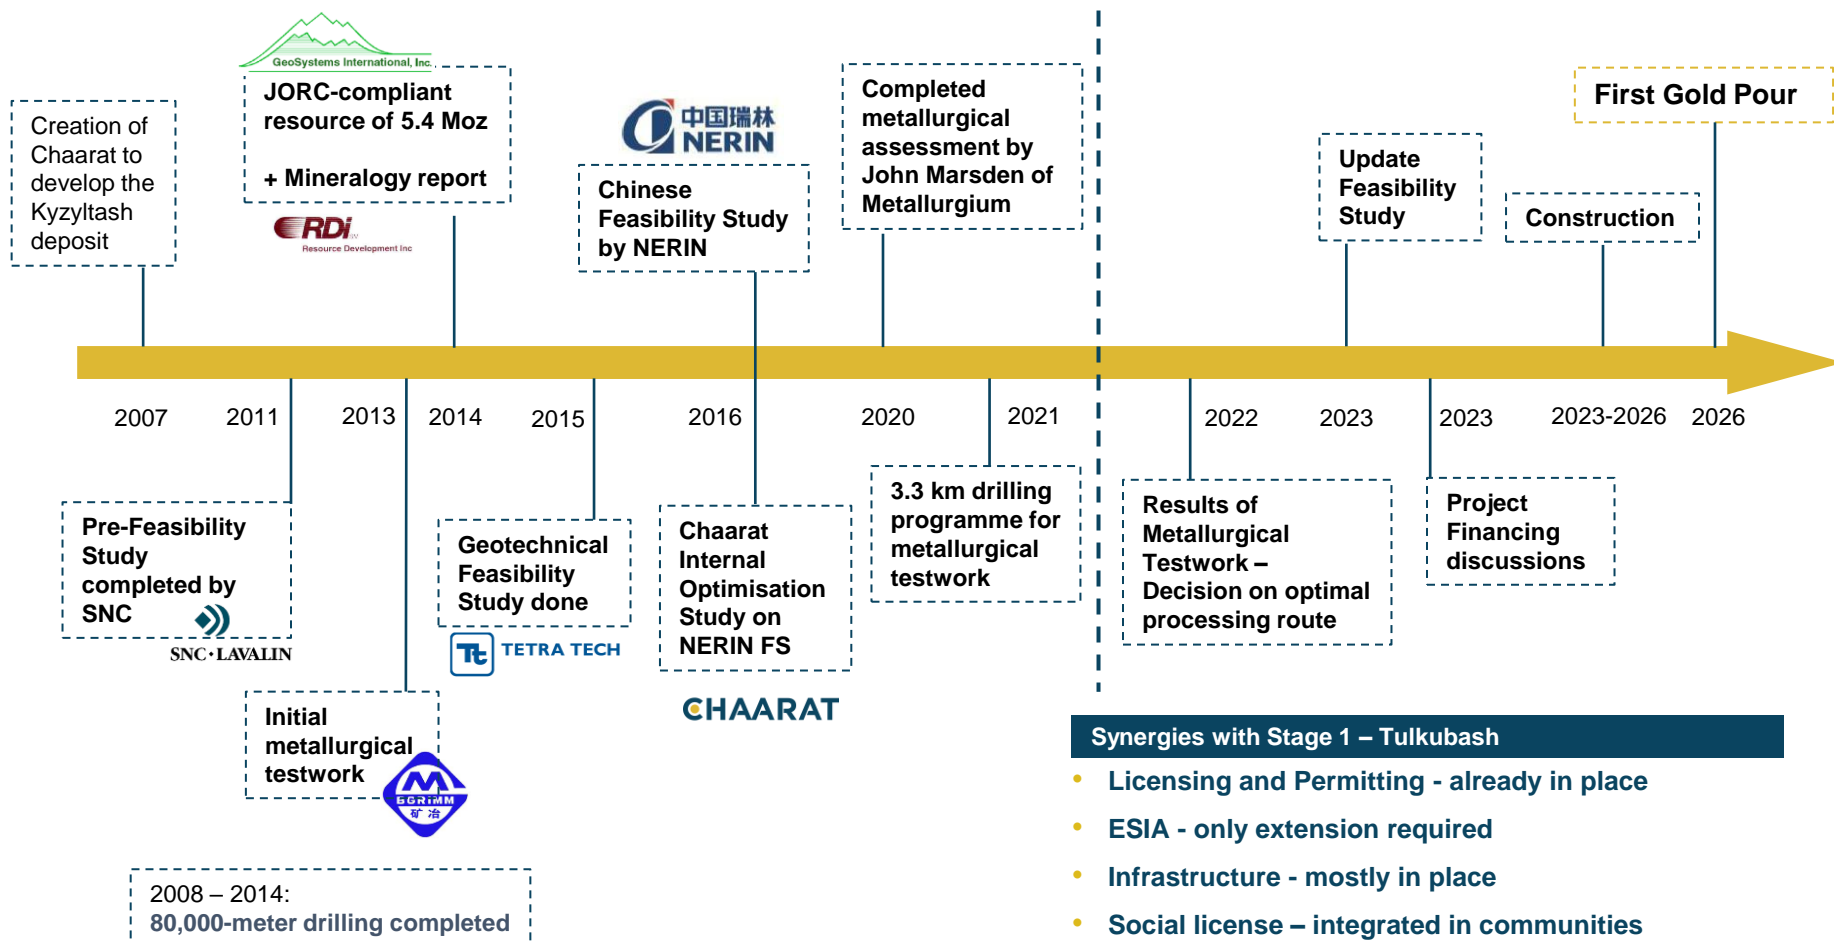 GeoSystems International, Inc.
JORC-compliant
resource of 5.4 Moz
+ Mineralogy report
RDi
Resource Development Inc
Creation of
Chaarat to
develop the
Kyzyltash
deposit
中国瑞林
NERIN
Chinese
Feasibility Study
by NERIN
Completed
metallurgical
assessment by
John Marsden of
Metallurgium
Update
Feasibility
Study
Construction
First Gold Pour
2007
2011
2013
2014
2015
2016
2020
2021
2022
2023
2023
2023-2026
2026
Pre-Feasibility
Study
completed by
SNC
SNC•LAVALIN
Initial
metallurgical
testwork
BGRIMM
矿冶
Geotechnical
Feasibility
Study done
Tt
TETRA TECH
Chaarat
Internal
Optimisation
Study on
NERIN FS
CHAARAT
3.3 km drilling
programme for
metallurgical
testwork
Results of
Metallurgical
Testwork –
Decision on optimal
processing route
Project
Financing
discussions
2008 – 2014:
80,000-meter drilling completed
Synergies with Stage 1 – Tulkubash
• Licensing and Permitting - already in place
• ESIA - only extension required
• Infrastructure - mostly in place
• Social license – integrated in communities